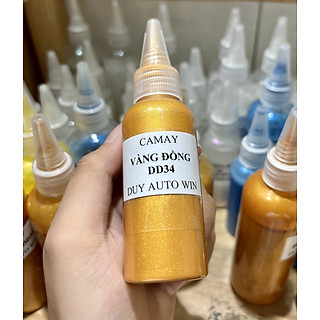 CAMAY
VÀNG ĐỒNG
DD34
DUY AUTO WIN